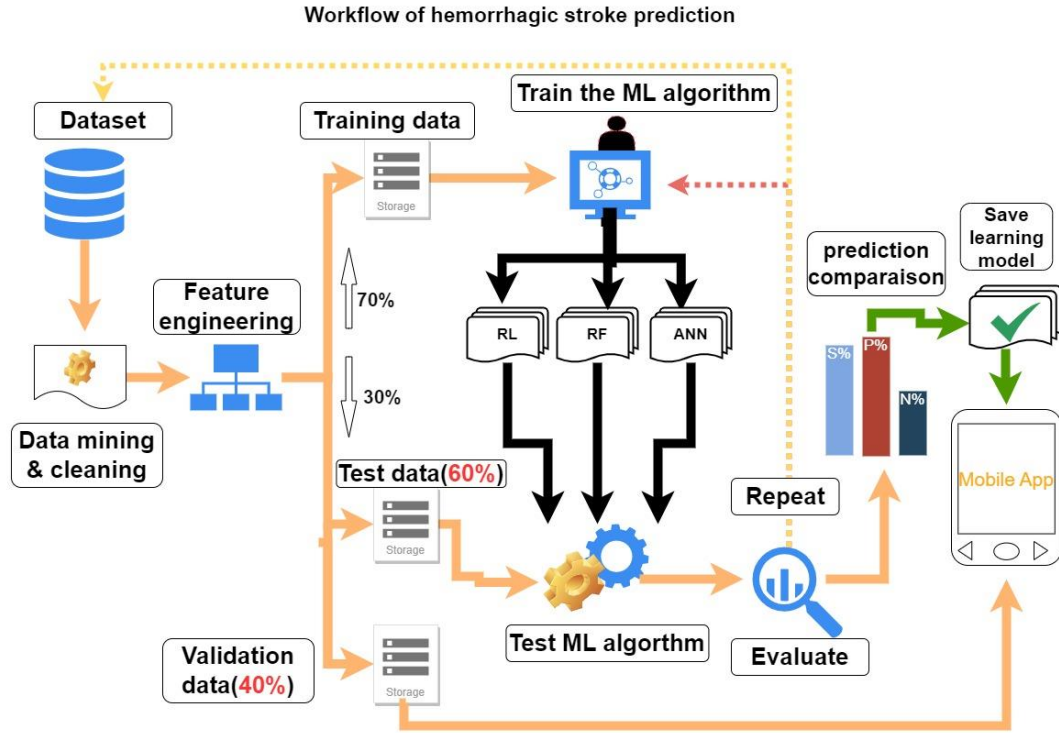 Workflow of hemorrhagic stroke prediction
Dataset
Training data
Train the ML algorithm
Storage
Save
learning
model
prediction
comparaison
Feature
engineering
70%
30%
RL
RF
ANN
S%
P%
N%
Data mining
& cleaning
Test data(60%)
Storage
Repeat
Mobile App
Test ML algorthm
Evaluate
Validation
data(40%)
Storage